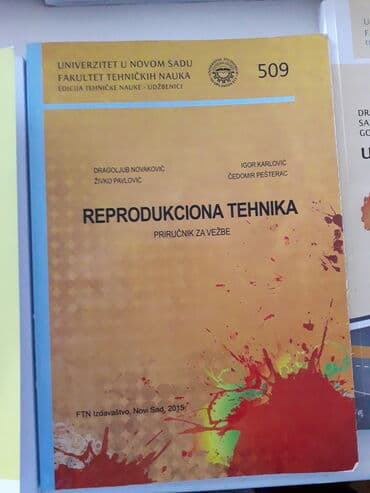 UNIVERZITET U NOVOM SADU
FAKULTET TEHNIČKIH NAUKA
EDICIJA TEHNIČKE NAUKE - UDŽBENICI
509
DRAGOLJUB NOVAKOVIĆ
ŽIVKO PAVLOVIĆ
IGOR KARLOVIĆ
ČEDOMIR PEŠTERAC
REPRODUKCIONA TEHNIKA
PRIRUČNIK ZA VEŽBE
FTN Izdavaštvo, Novi Sad, 2015